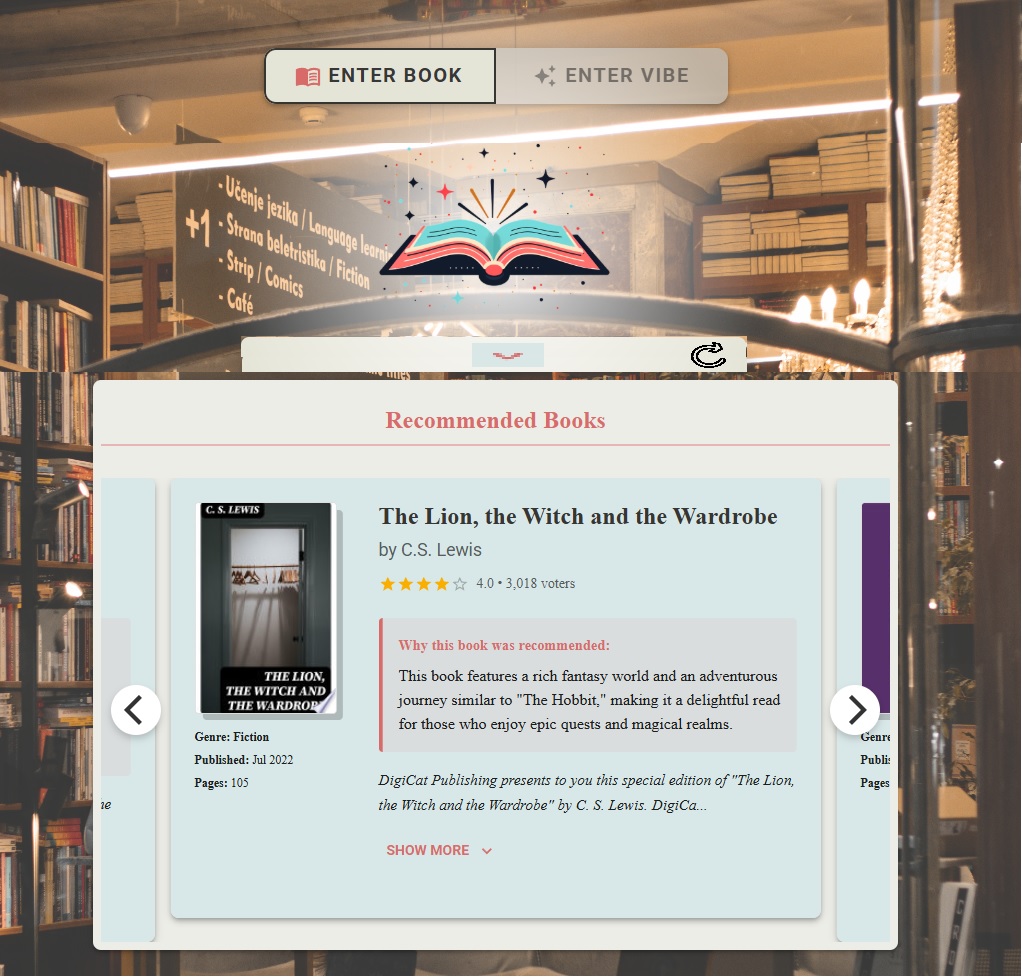 ENTER BOOK
ENTER VIBE
+1
- Učenje jezika / Language learnin
- Strana beletristika / Fiction
- Strip / Comics
- Café
Recommended Books
C. S. LEWIS
THE LION,
THE WITCH AND
THE WARDROBE
The Lion, the Witch and the Wardrobe
by C.S. Lewis
4.0 • 3,018 voters
Why this book was recommended:
This book features a rich fantasy world and an adventurous
journey similar to "The Hobbit," making it a delightful read
for those who enjoy epic quests and magical realms.
Genre: Fiction
Published: Jul 2022
Pages: 105
DigiCat Publishing presents to you this special edition of "The Lion,
the Witch and the Wardrobe" by C. S. Lewis. DigiCa...
SHOW MORE
ne
Genre
Publis
Pages